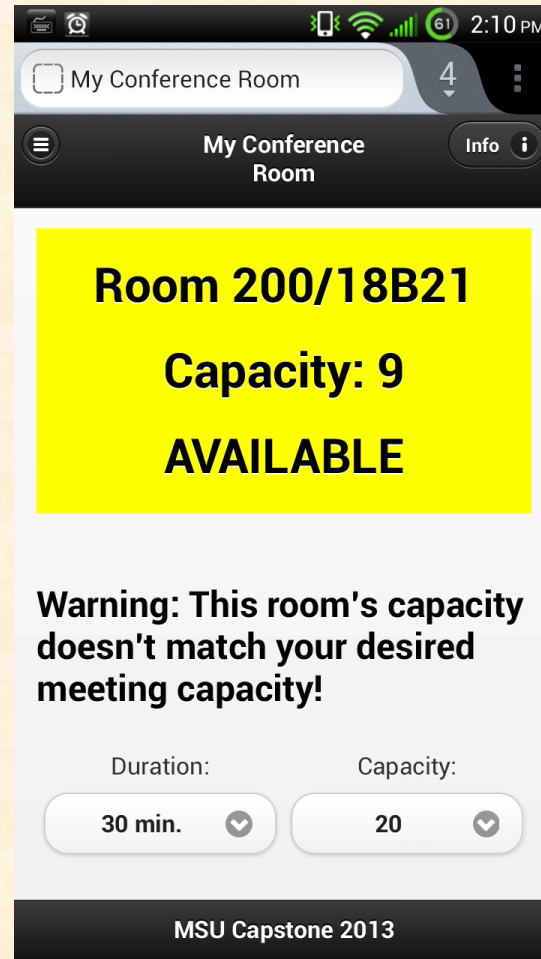 61 2:10 PM
My Conference Room 4
My Conference
Room
Info i
Room 200/18B21
Capacity: 9
AVAILABLE
Warning: This room's capacity
doesn't match your desired
meeting capacity!
Duration: Capacity:
30 min. 20
MSU Capstone 2013